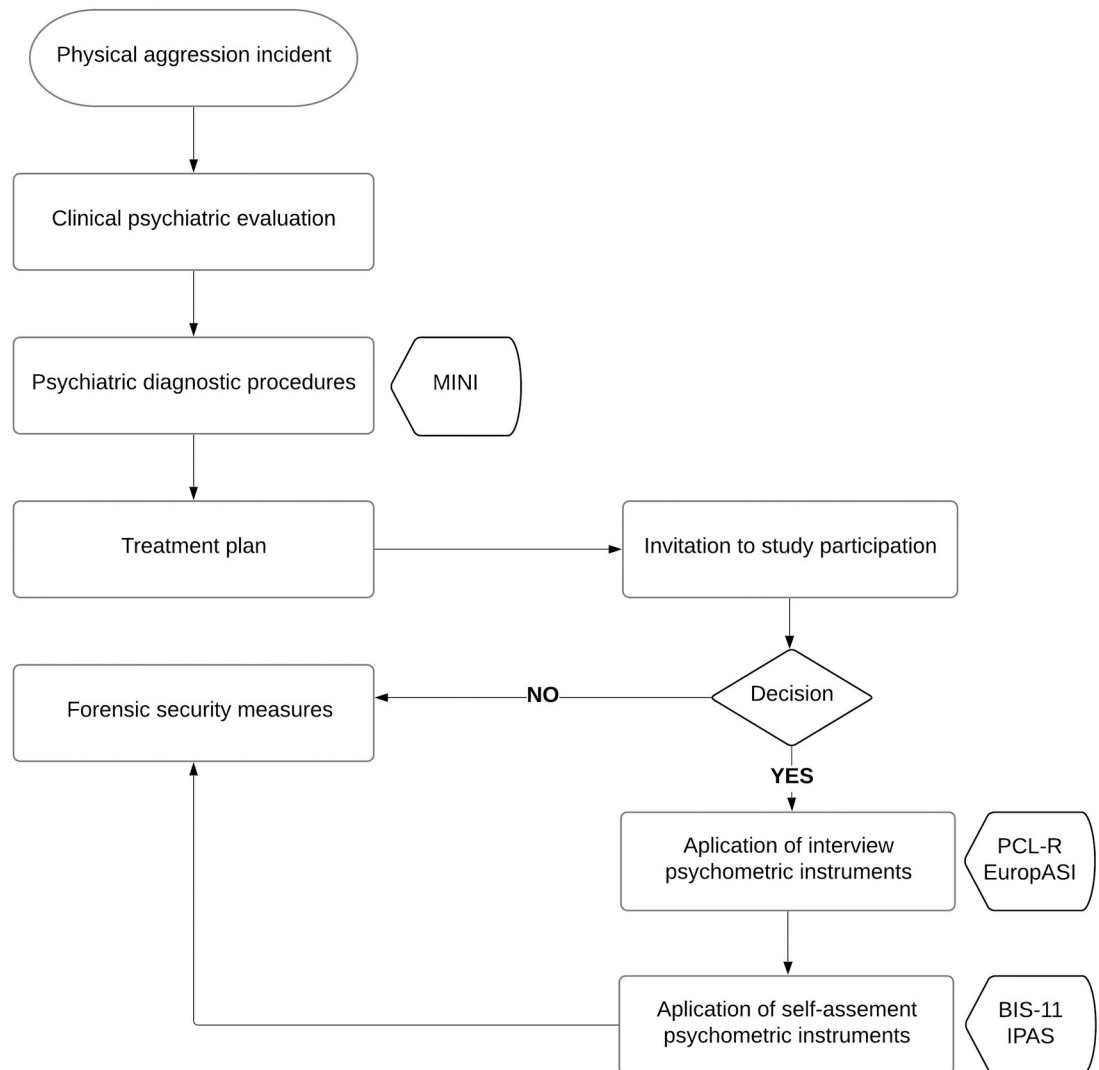 Physical aggression incident
Clinical psychiatric evaluation
Psychiatric diagnostic procedures
MINI
Treatment plan
Invitation to study participation
Forensic security measures
NO
Decision
YES
Aplication of interview
psychometric instruments
PCL-R
EuropASI
Aplication of self-assement
psychometric instruments
BIS-11
IPAS